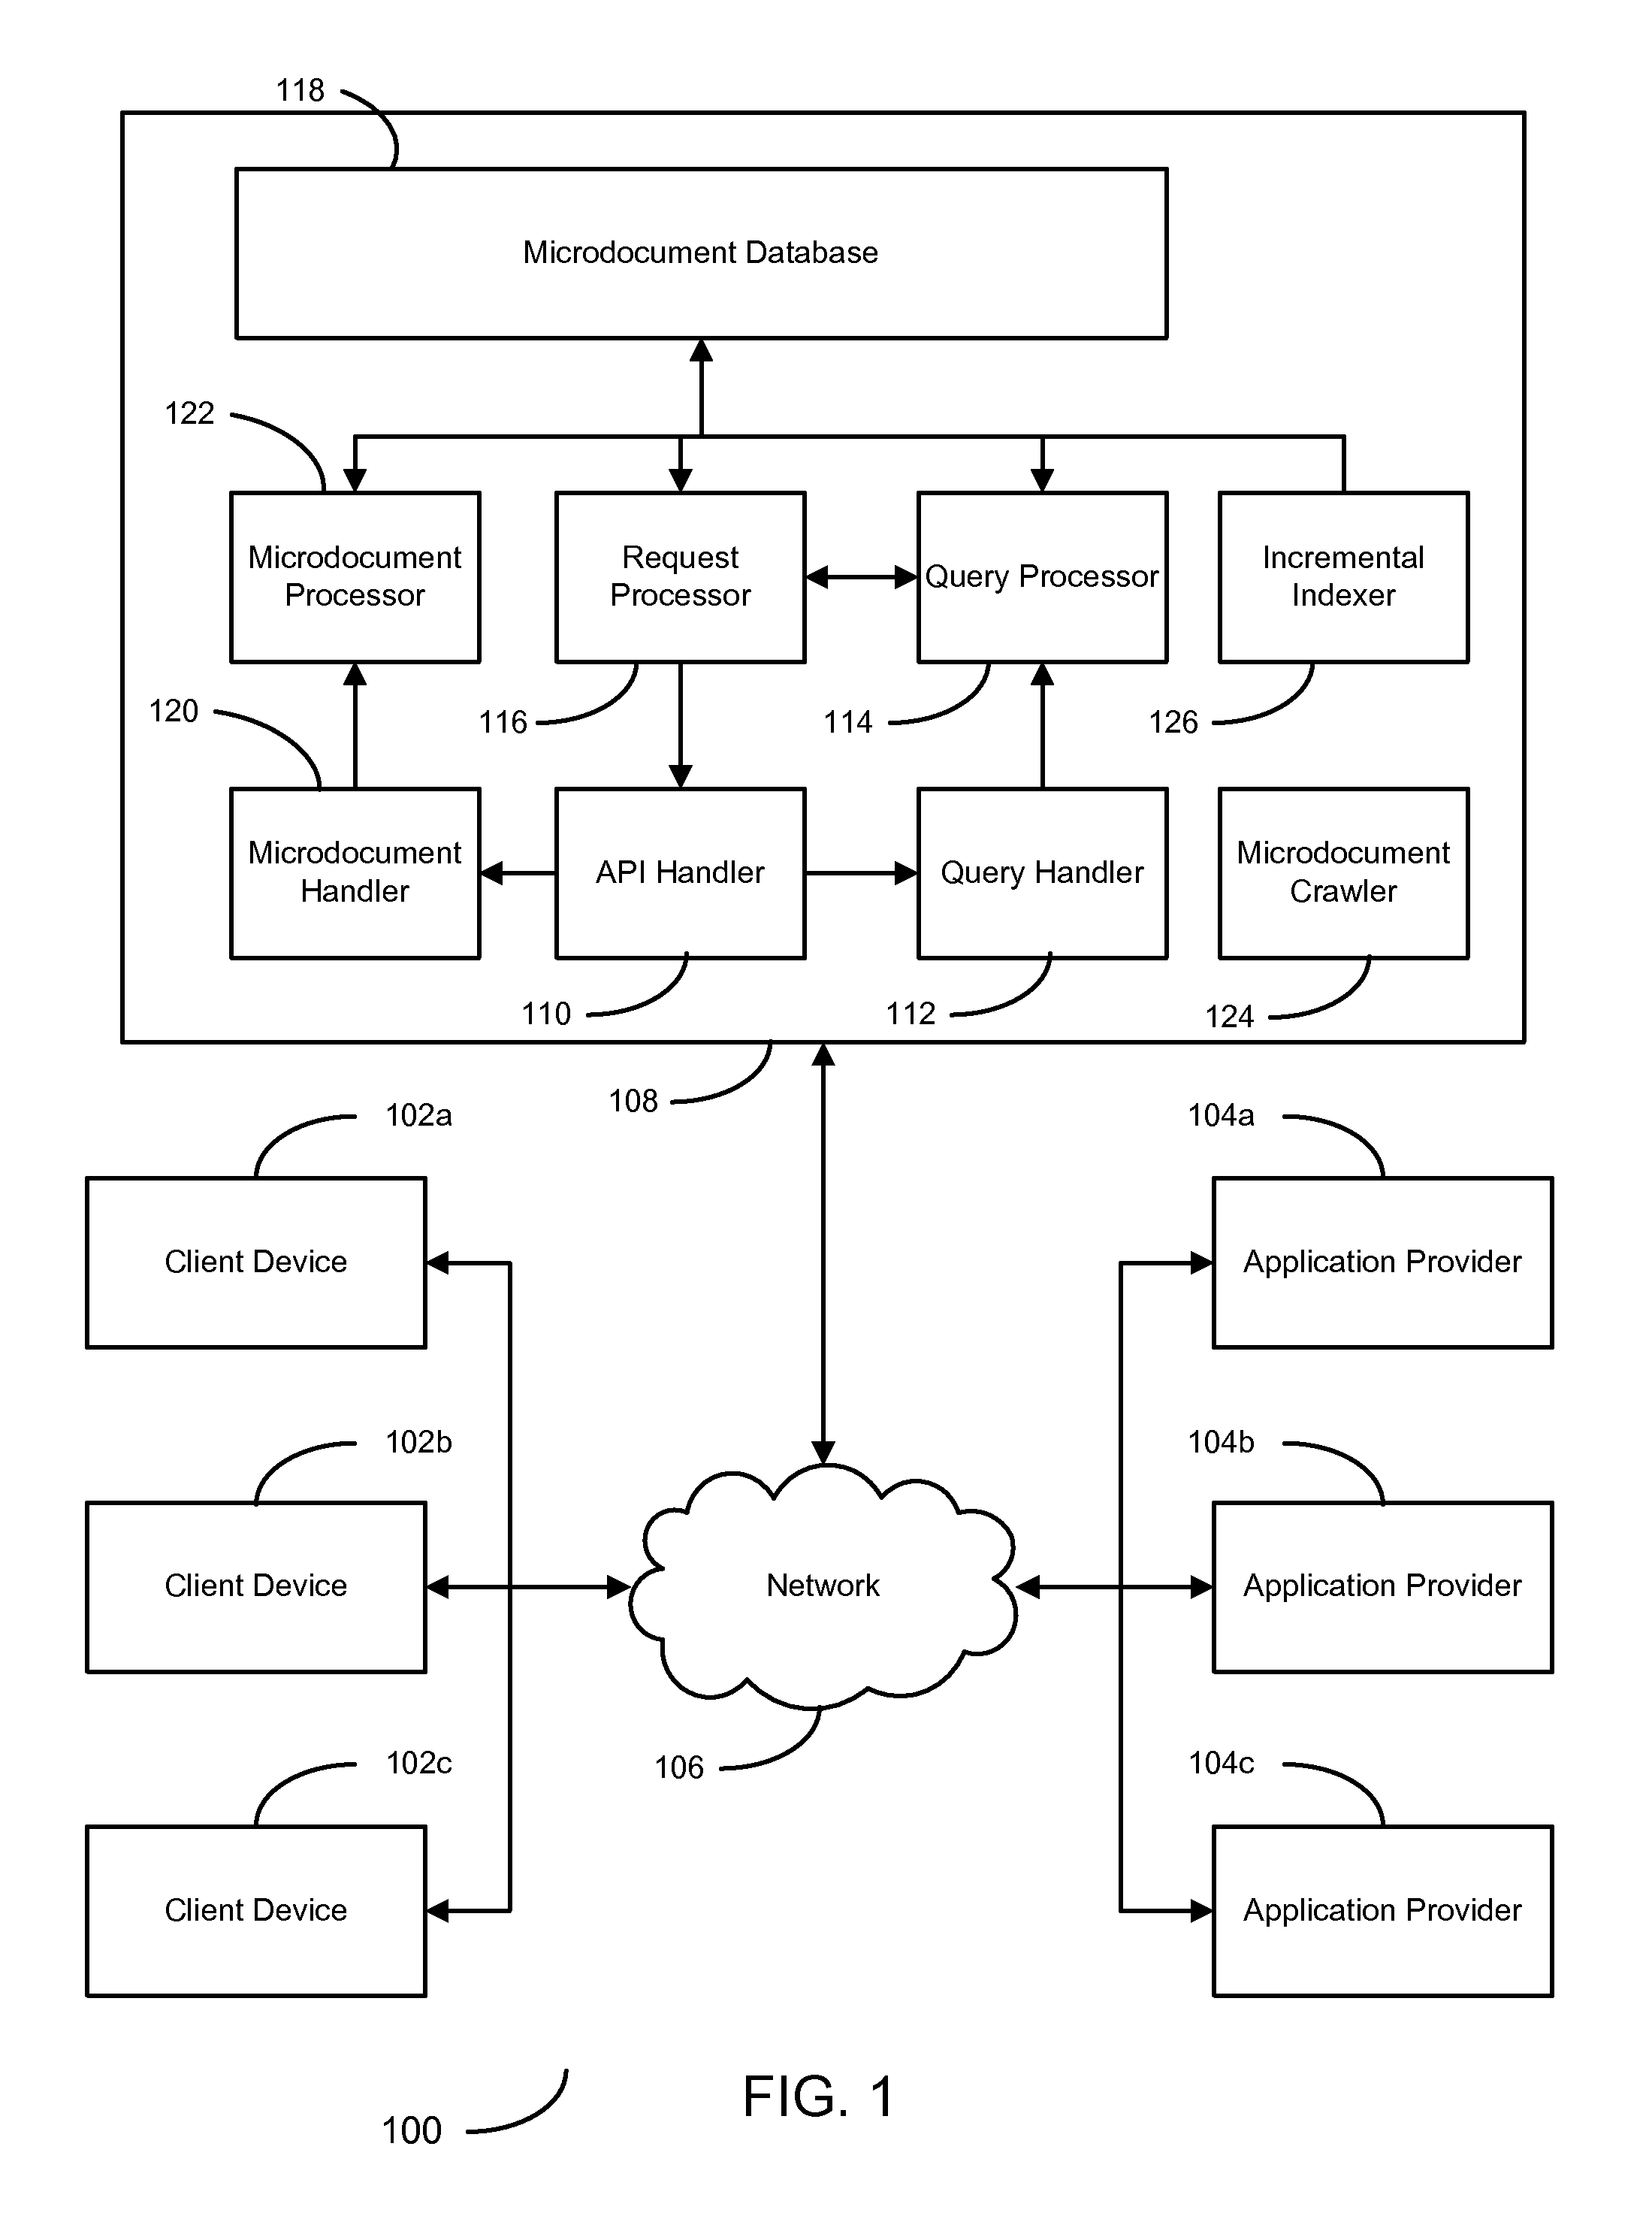 118
Microdocument Database
122
Microdocument
Processor
Request
Processor
Query Processor
Incremental
Indexer
120
116
114
126
Microdocument
Handler
API Handler
Query Handler
Microdocument
Crawler
110
112
124
108
102a
104a
Client Device
Application Provider
102b
104b
Client Device
Network
Application Provider
102c
106
104c
Client Device
Application Provider
FIG. 1
100